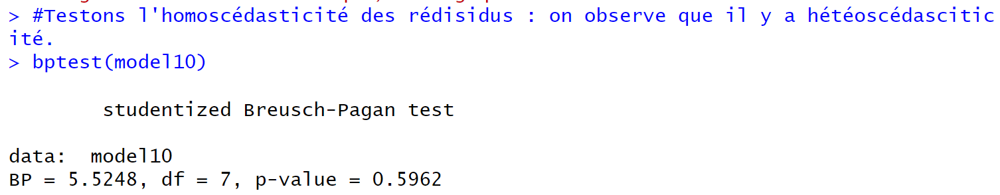 > #Testons l'homoscédasticité des rédisidus : on observe que il y a hétéoscédascitic
ité.
> bptest(model10)
studentized Breusch-Pagan test
data:  model10
BP = 5.5248, df = 7, p-value = 0.5962